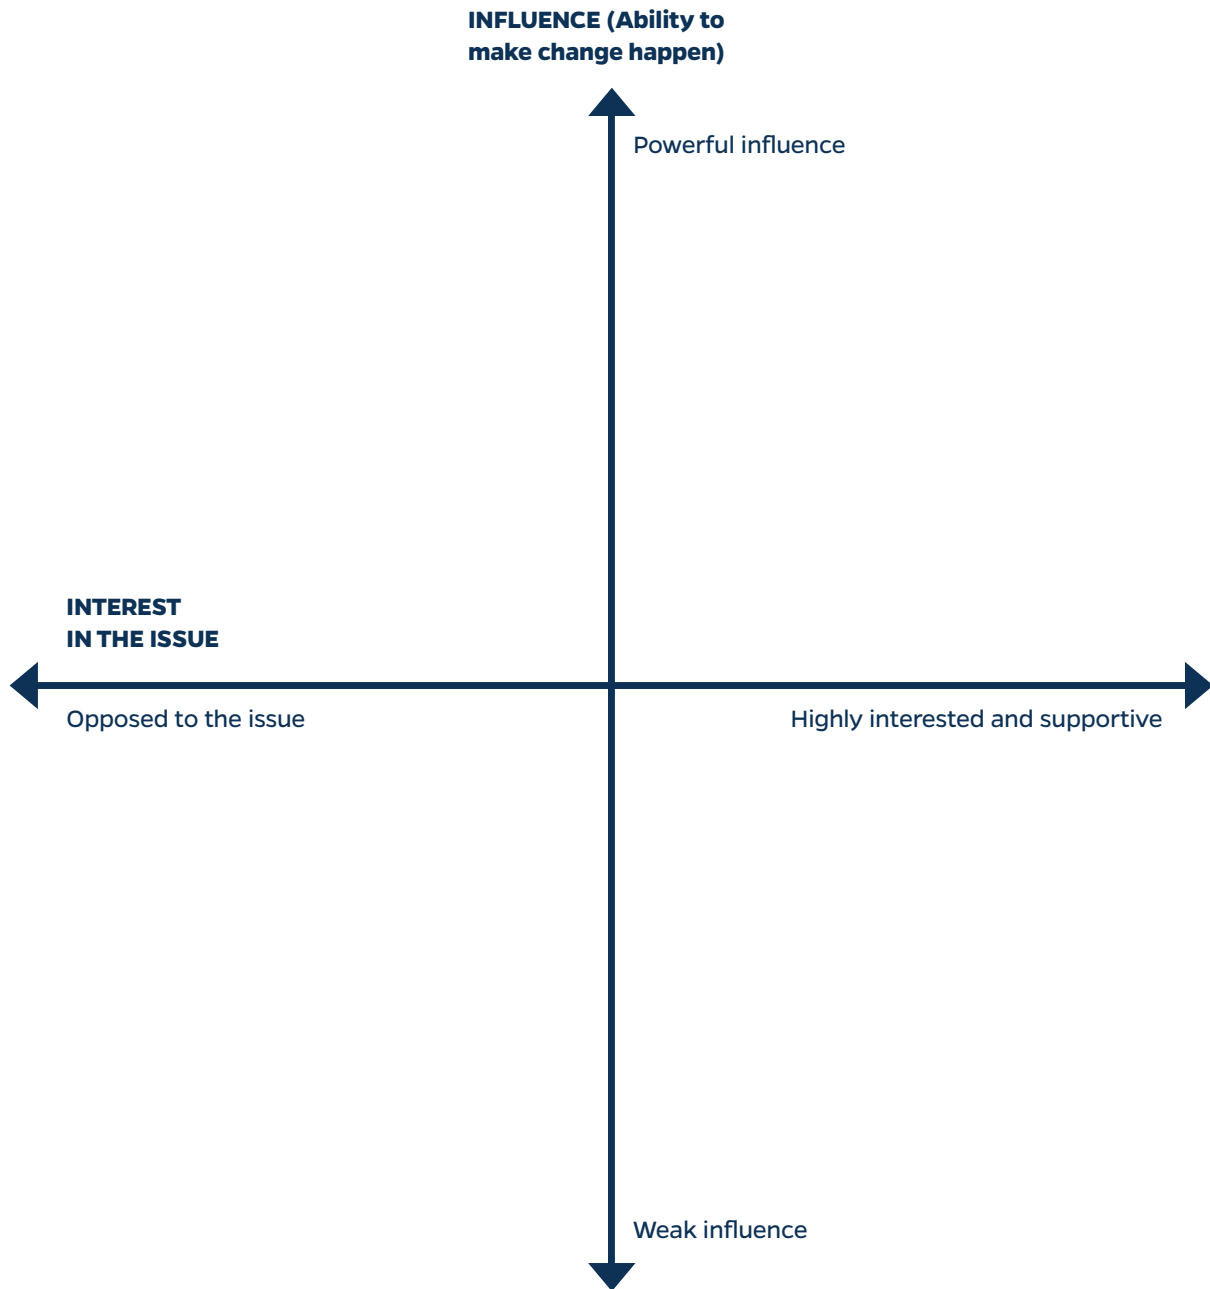 INFLUENCE (Ability to
make change happen)
Powerful influence
INTEREST
IN THE ISSUE
Opposed to the issue
Highly interested and supportive
Weak influence